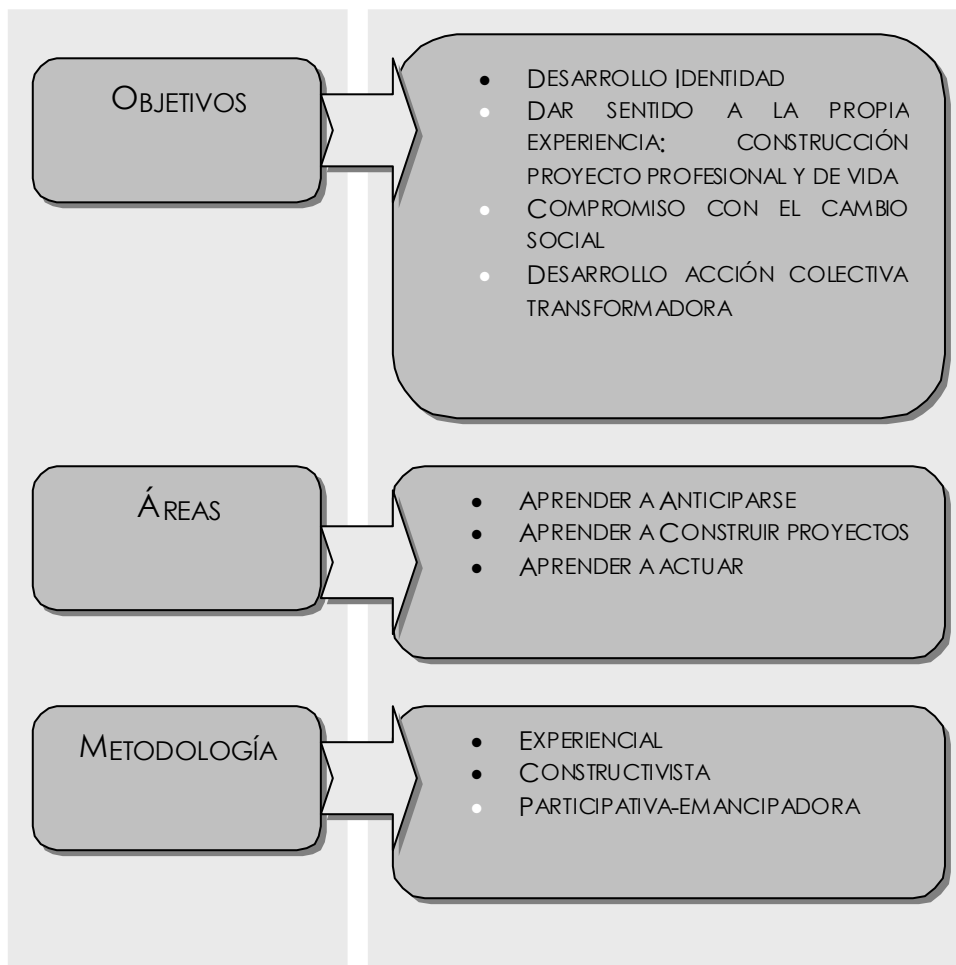 OBJETIVOS
• DESARROLLO IDENTIDAD
• DAR SENTIDO A LA PROPIA
EXPERIENCIA: CONSTRUCCIÓN
PROYECTO PROFESIONAL Y DE VIDA
• COMPROMISO CON EL CAMBIO
SOCIAL
• DESARROLLO ACCIÓN COLECTIVA
TRANSFORMADORA
ÁREAS
• APRENDER A ANTICIPARSE
• APRENDER A CONSTRUIR PROYECTOS
• APRENDER A ACTUAR
METODOLOGÍA
• EXPERIENCIAL
• CONSTRUCTIVISTA
• PARTICIPATIVA-EMANCIPADORA